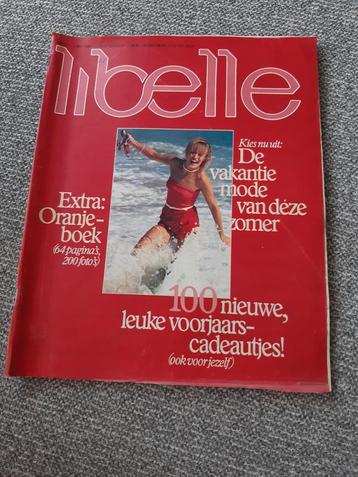 libelle
Kies nu uit:
De
vakantie
mode
van deze
zomer
Extra:
Oranje-
boek
(64 pagina's,
200 foto's)
100 nieuwe,
leuke voorjaars-
cadeautjes!
(ook voor jezelf)